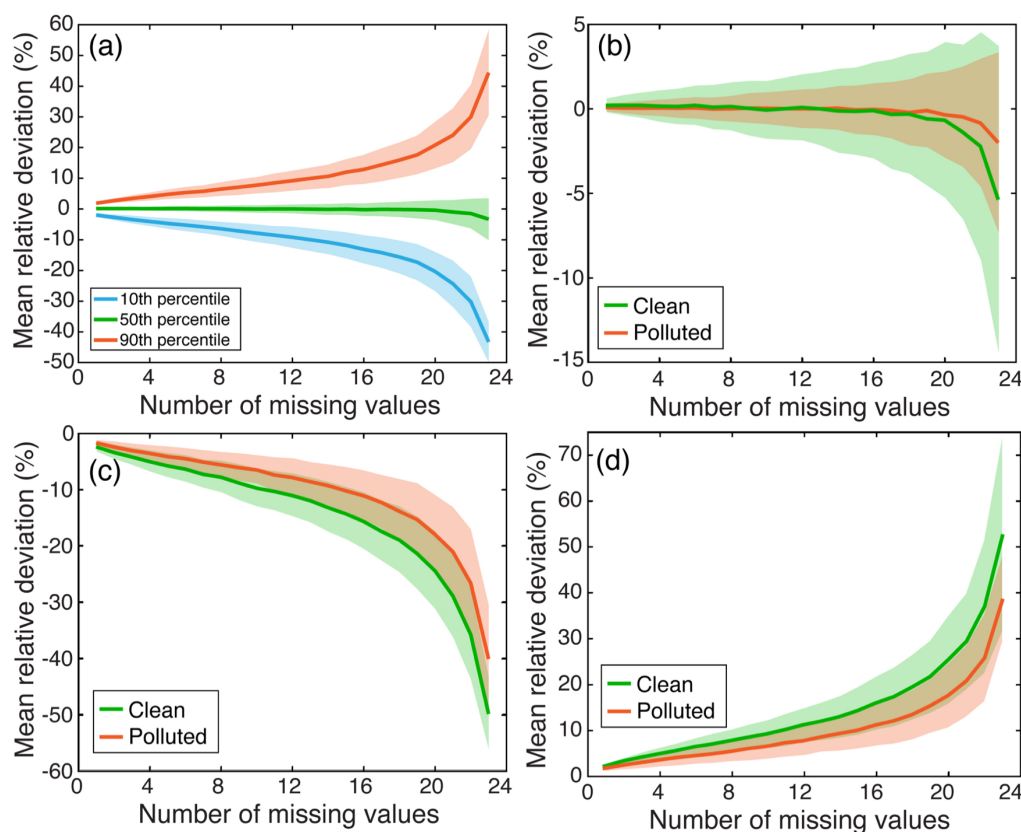 (a)
Mean relative deviation (%)
60
50
40
30
20
10
0
-10
-20
-30
-40
-50
10th percentile
50th percentile
90th percentile
0 4 8 12 16 20 24
Number of missing values
(b)
Mean relative deviation (%)
5
0
-5
-10
-15
Clean
Polluted
0 4 8 12 16 20 24
Number of missing values
(c)
Mean relative deviation (%)
0
-10
-20
-30
-40
-50
-60
Clean
Polluted
0 4 8 12 16 20 24
Number of missing values
(d)
Mean relative deviation (%)
70
60
50
40
30
20
10
0
Clean
Polluted
0 4 8 12 16 20 24
Number of missing values